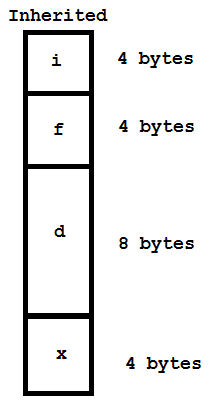 Inherited
i 4 bytes
f 4 bytes
d 8 bytes
x 4 bytes